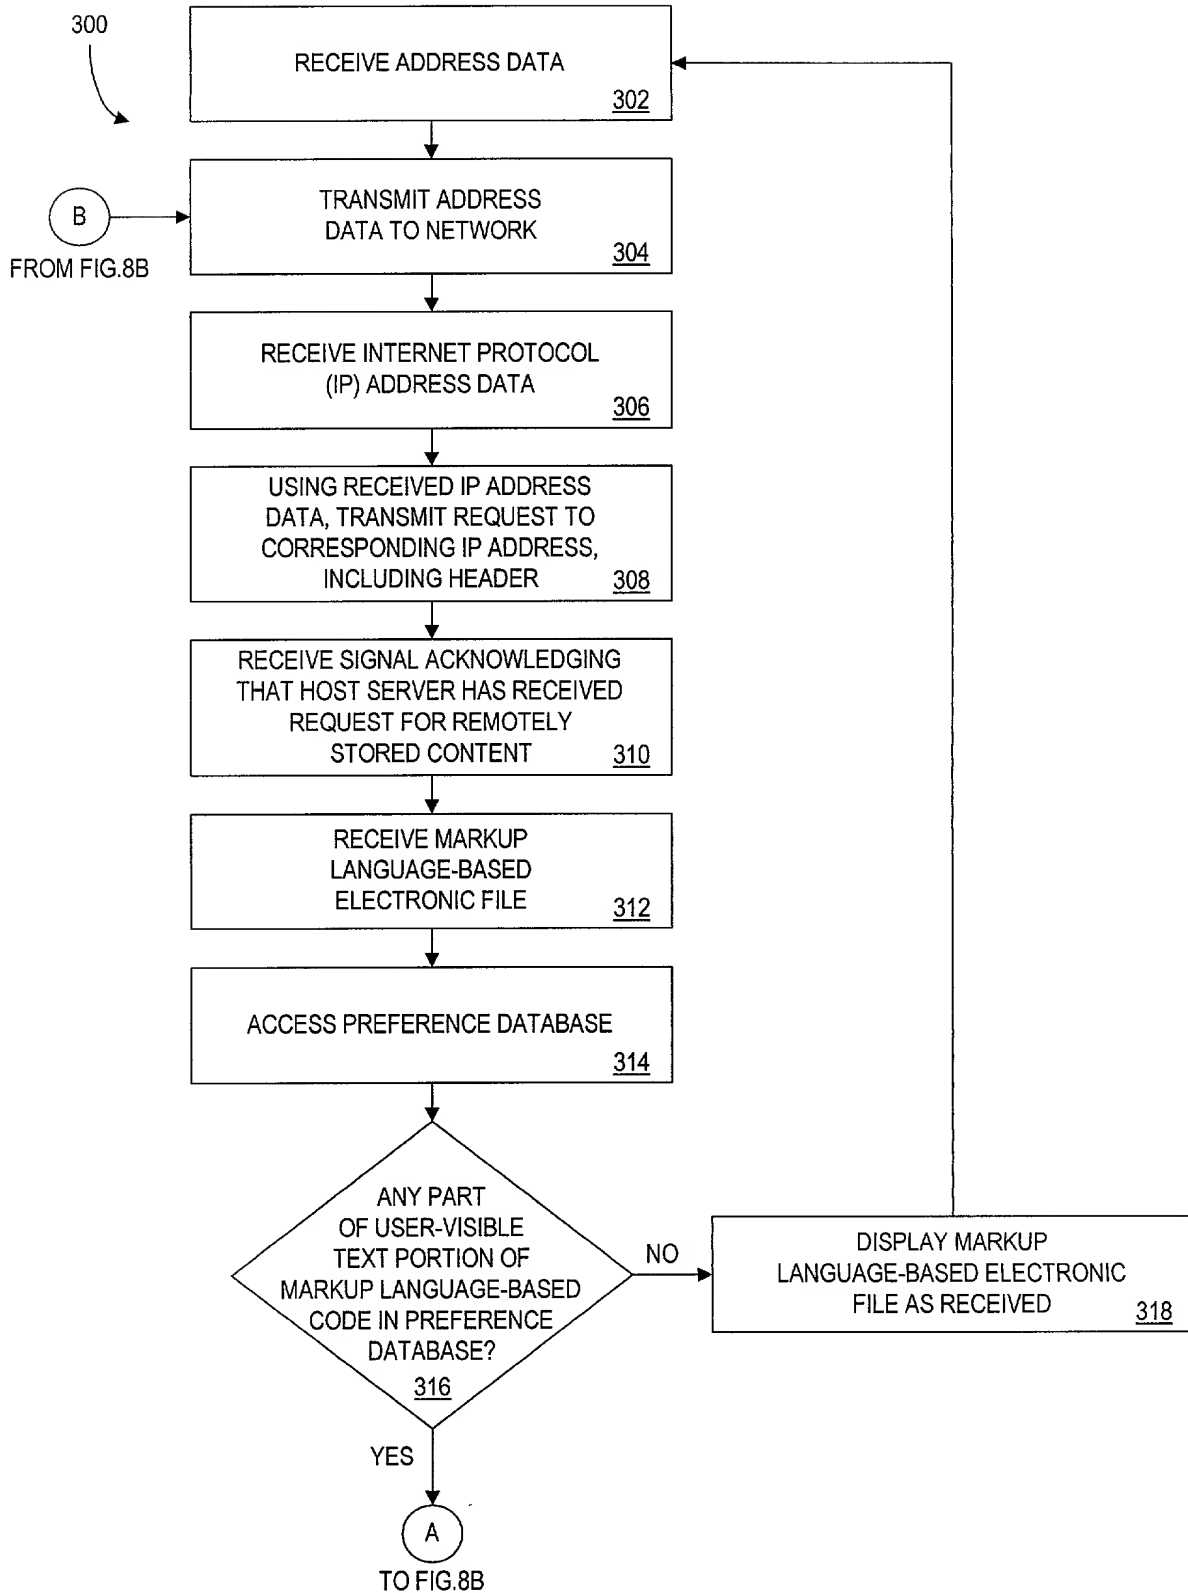 300
RECEIVE ADDRESS DATA
302
TRANSMIT ADDRESS
DATA TO NETWORK
304
B
FROM FIG.8B
RECEIVE INTERNET PROTOCOL
(IP) ADDRESS DATA
306
USING RECEIVED IP ADDRESS
DATA, TRANSMIT REQUEST TO
CORRESPONDING IP ADDRESS,
INCLUDING HEADER
308
RECEIVE SIGNAL ACKNOWLEDGING
THAT HOST SERVER HAS RECEIVED
REQUEST FOR REMOTELY
STORED CONTENT
310
RECEIVE MARKUP
LANGUAGE-BASED
ELECTRONIC FILE
312
ACCESS PREFERENCE DATABASE
314
ANY PART
OF USER-VISIBLE
TEXT PORTION OF
MARKUP LANGUAGE-BASED
CODE IN PREFERENCE
DATABASE?
316
NO
DISPLAY MARKUP
LANGUAGE-BASED ELECTRONIC
FILE AS RECEIVED
318
YES
A
TO FIG.8B